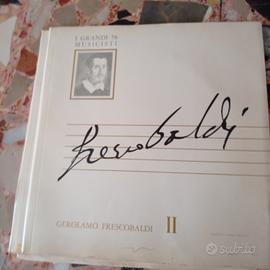 I GRANDI 76
MUSICISTI
frescobaldi
GEROLAMO FRESCOBALDI II
subito